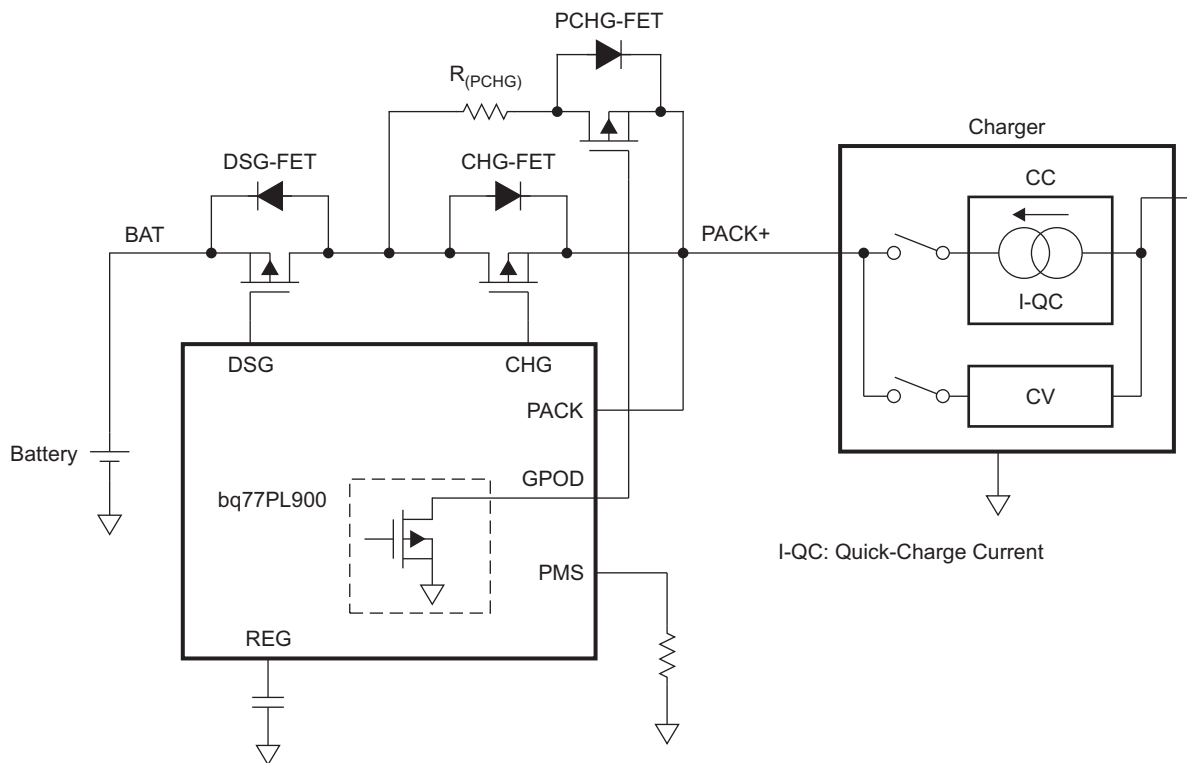 PCHG-FET
R(PCHG)
Charger
DSG-FET
CHG-FET
CC
BAT
PACK+
I-QC
DSG
CHG
CV
PACK
Battery
GPOD
bq77PL900
I-QC: Quick-Charge Current
PMS
REG